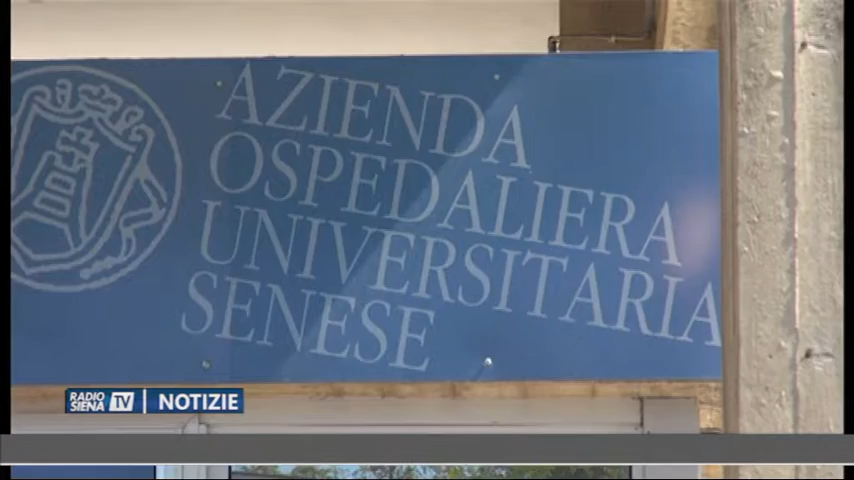 AZIENDA
OSPEDALIERA
UNIVERSITARIA
SENESE
RADIO SIENA TV NOTIZIE